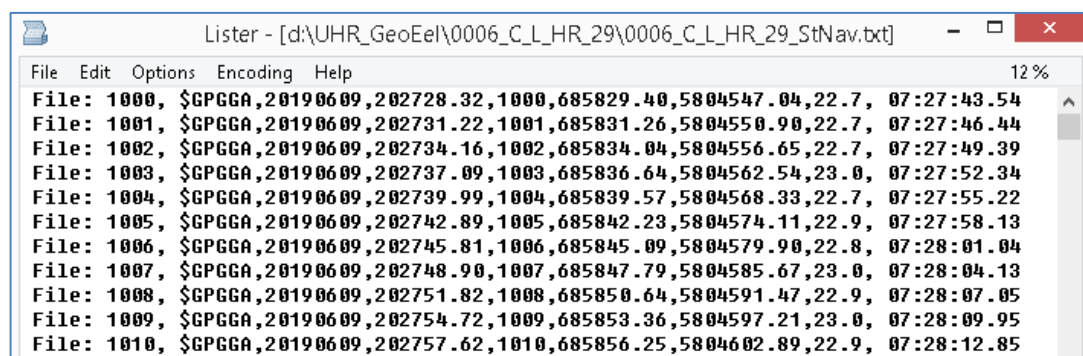 Lister - [d:\UHR_GeoEel\0006_C_L_HR_29\0006_C_L_HR_29_StNav.txt]
File Edit Options Encoding Help 12 %
File: 1000, $GPGGA,20190609,202728.32,1000,685829.40,5804547.04,22.7, 07:27:43.54
File: 1001, $GPGGA,20190609,202731.22,1001,685831.26,5804550.90,22.7, 07:27:46.44
File: 1002, $GPGGA,20190609,202734.16,1002,685834.04,5804556.65,22.7, 07:27:49.39
File: 1003, $GPGGA,20190609,202737.09,1003,685836.64,5804562.54,23.0, 07:27:52.34
File: 1004, $GPGGA,20190609,202739.99,1004,685839.57,5804568.33,22.7, 07:27:55.22
File: 1005, $GPGGA,20190609,202742.89,1005,685842.23,5804574.11,22.9, 07:27:58.13
File: 1006, $GPGGA,20190609,202745.81,1006,685845.09,5804579.90,22.8, 07:28:01.04
File: 1007, $GPGGA,20190609,202748.90,1007,685847.79,5804585.67,23.0, 07:28:04.13
File: 1008, $GPGGA,20190609,202751.82,1008,685850.64,5804591.47,22.9, 07:28:07.05
File: 1009, $GPGGA,20190609,202754.72,1009,685853.36,5804597.21,23.0, 07:28:09.95
File: 1010, $GPGGA,20190609,202757.62,1010,685856.25,5804602.89,22.9, 07:28:12.85